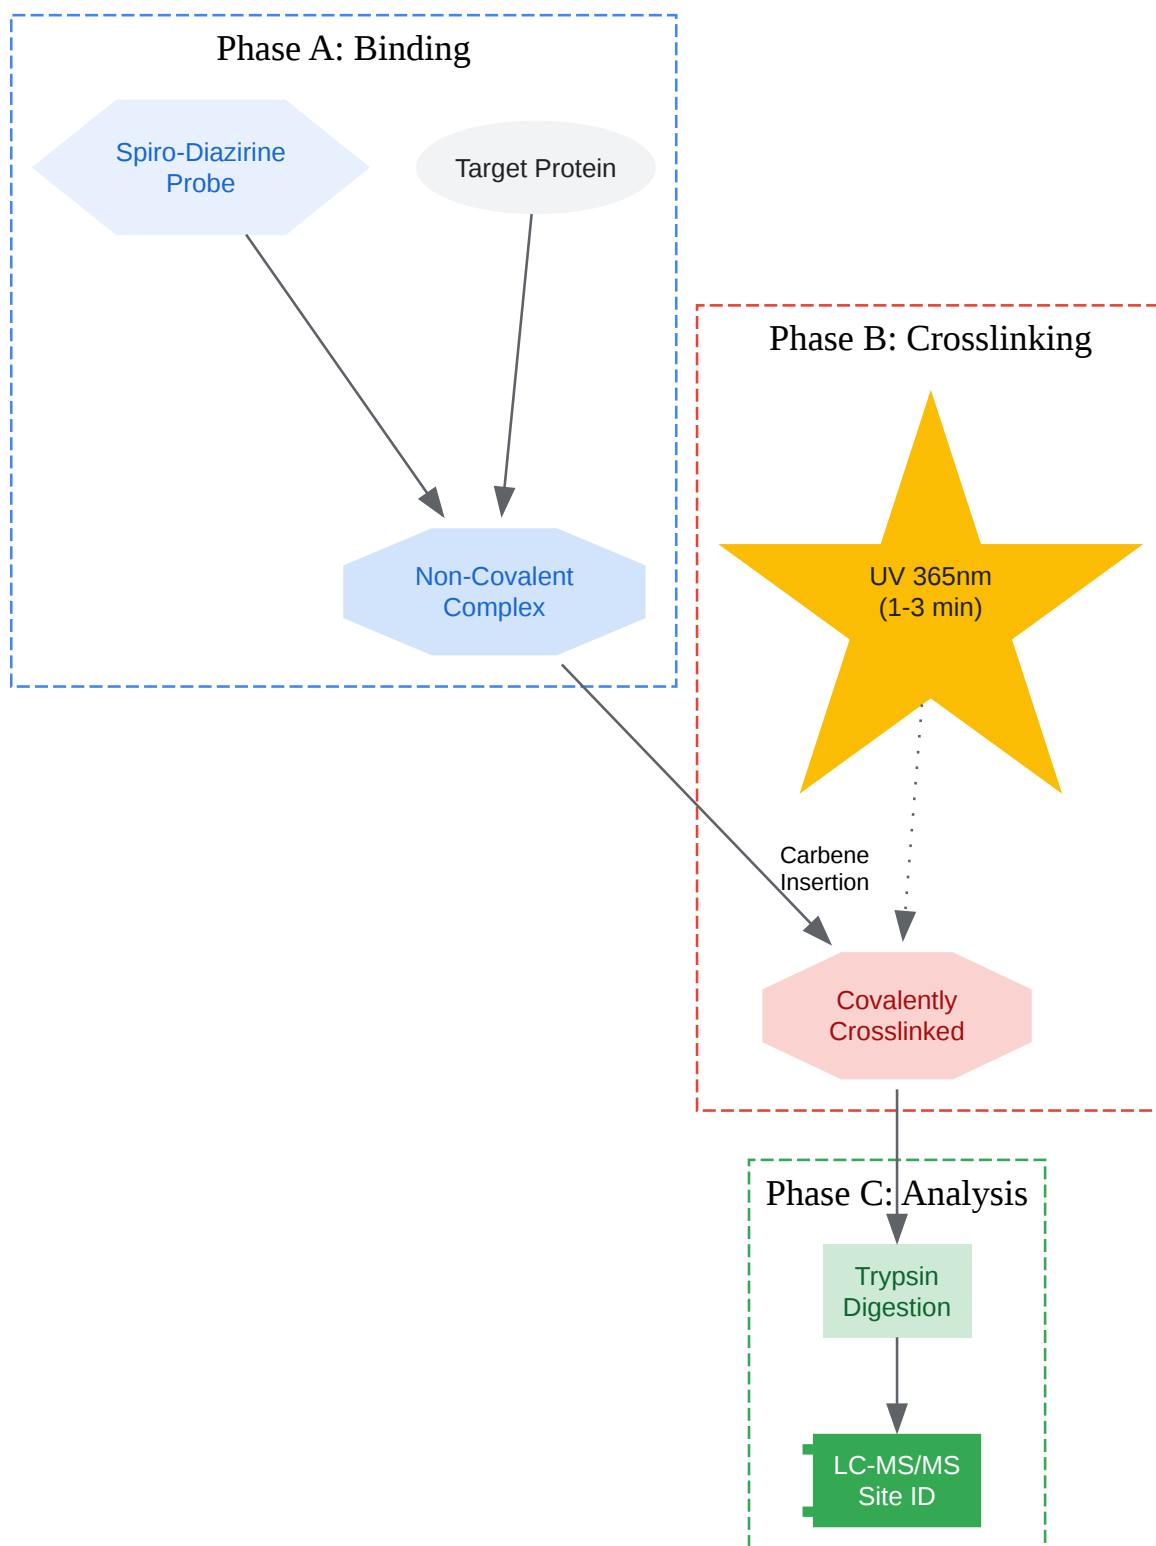 Phase A: Binding
Spiro-Diazirine
Probe
Target Protein
Non-Covalent
Complex
Phase B: Crosslinking
UV 365nm
(1-3 min)
Carbene
Insertion
Covalently
Crosslinked
Phase C: Analysis
Trypsin
Digestion
LC-MS/MS
Site ID